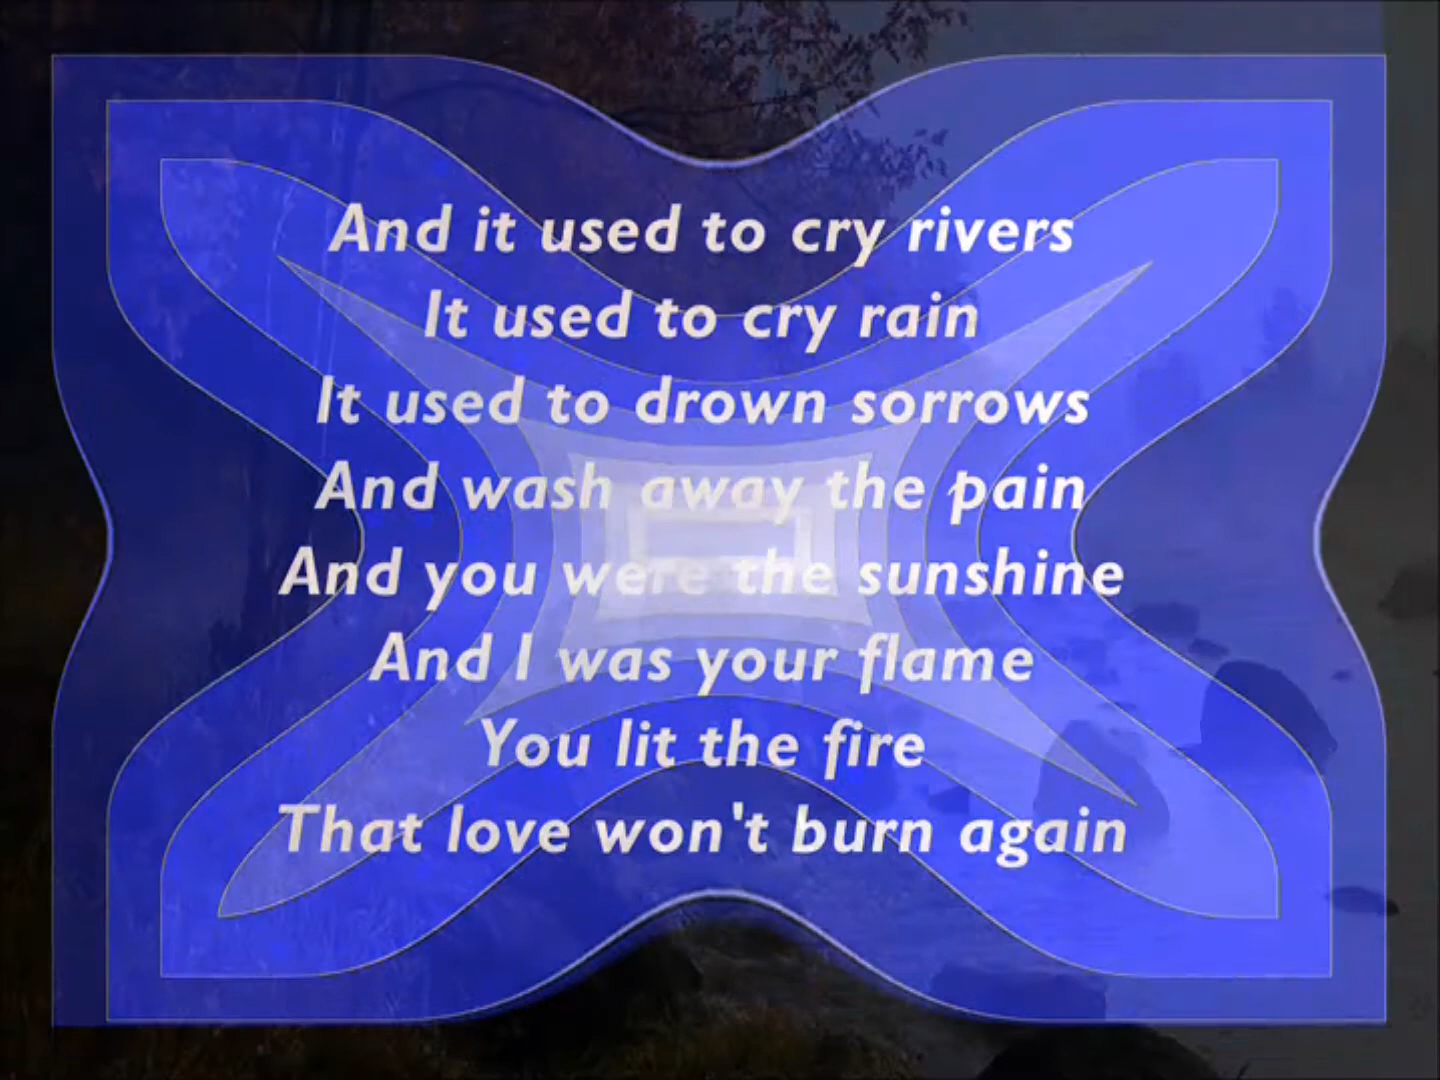 And it used to cry rivers
It used to cry rain
It used to drown sorrows
And wash away the pain
And you were the sunshine
And I was your flame
You lit the fire
That love won't burn again